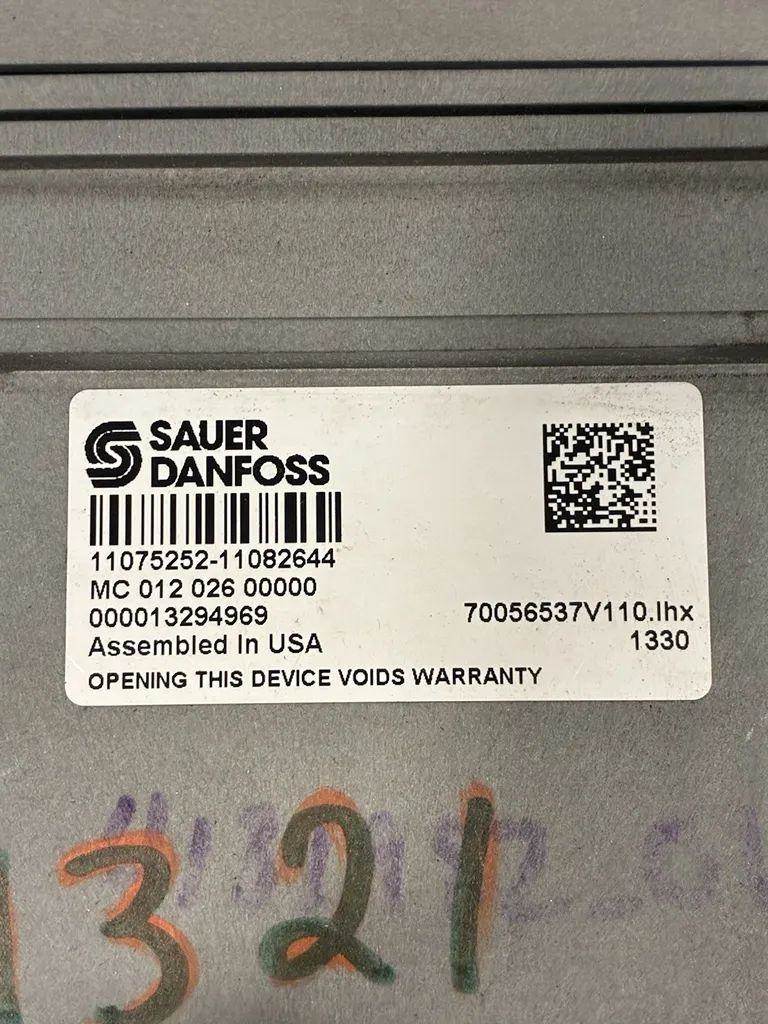 SAUER
DANFOSS
11075252-11082644
MC 012 026 00000
000013294969
70056537V110.lhx
Assembled In USA
1330
OPENING THIS DEVICE VOIDS WARRANTY
321